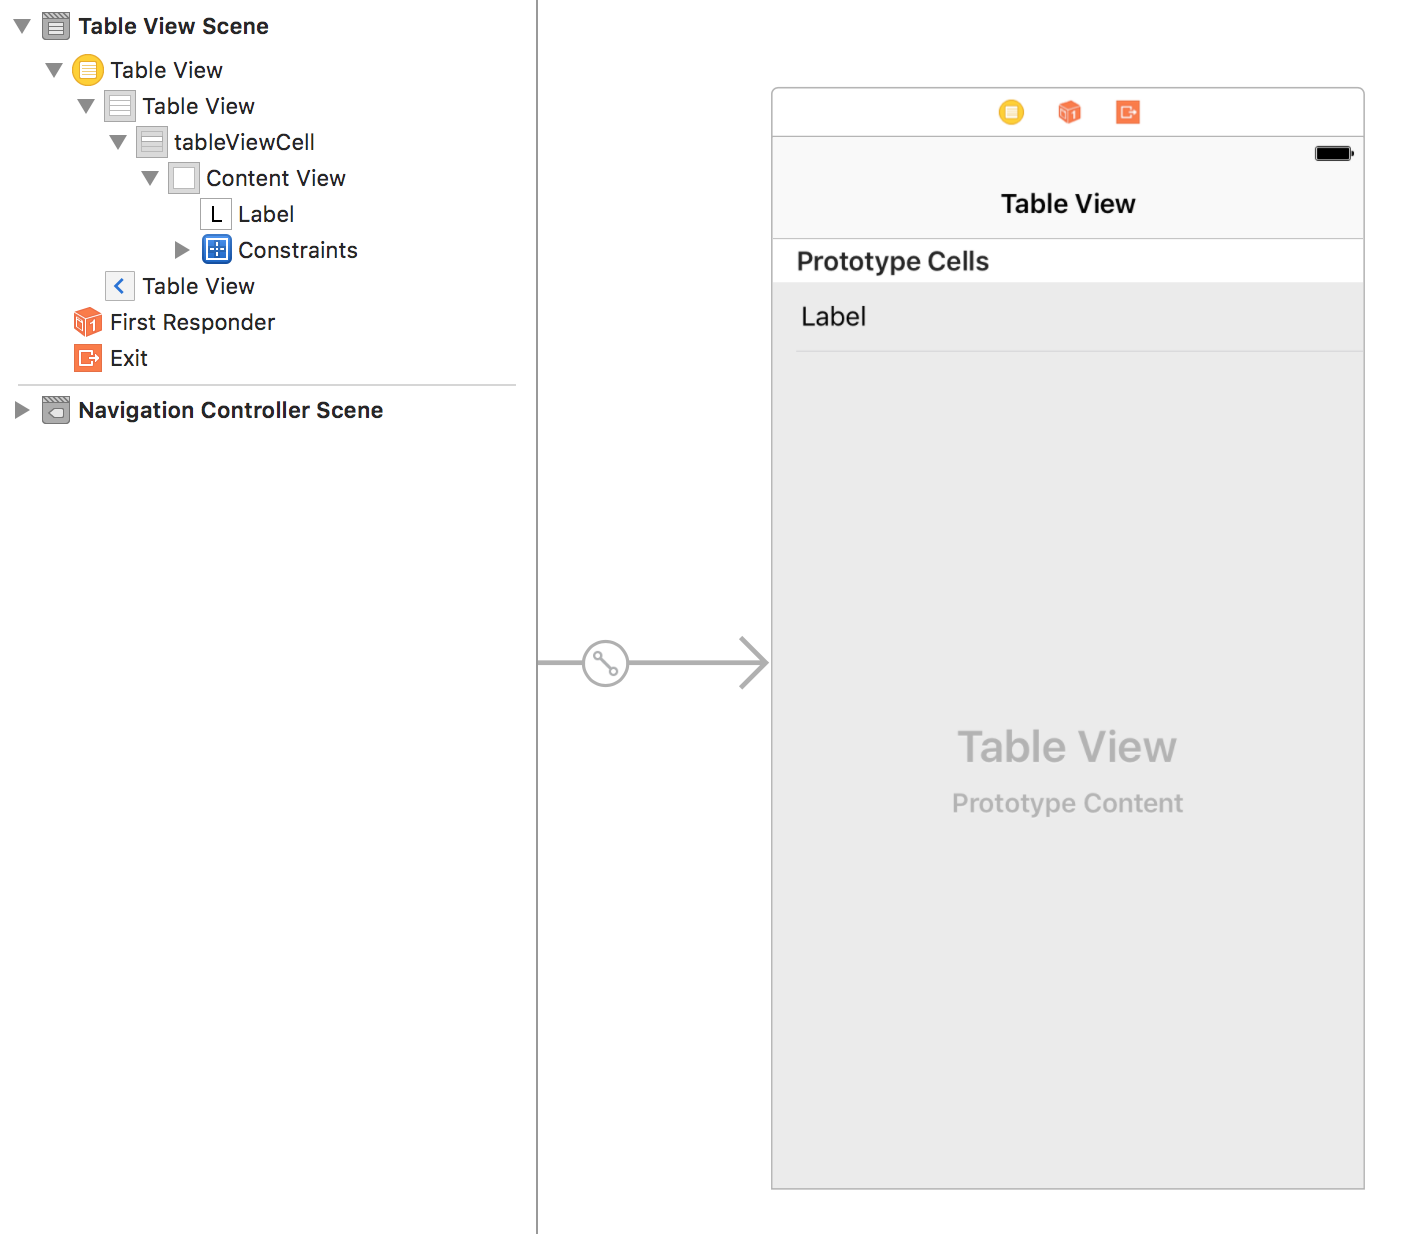 Table View Scene
Table View
Table View
tableViewCell
Content View
L Label
Constraints
Table View
First Responder
Exit
Navigation Controller Scene
Table View
Prototype Cells
Label
Table View
Prototype Content